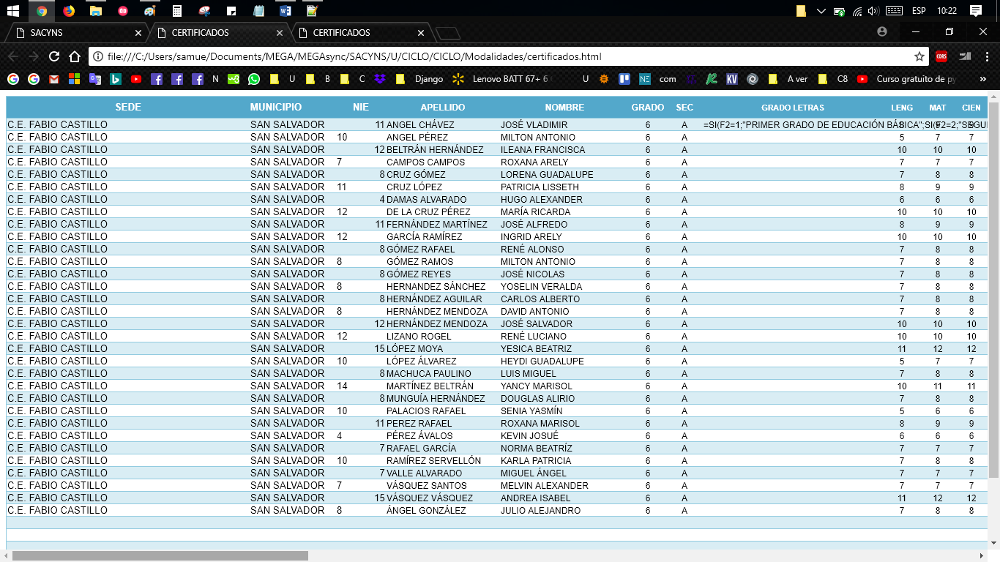 ESP 10:22
SACYNS CERTIFICADOS CERTIFICADOS
file:///C:/Users/samue/Documents/MEGA/MEGAsync/SACYNS/U/CICLO/CICLO/Modalidades/certificados.html
N U B C Django Lenovo BATT 67+ 6 U com KV A ver C8 Curso gratuito de py »
SEDE MUNICIPIO NIE APELLIDO NOMBRE GRADO SEC GRADO LETRAS LENG MAT CIEN
C.E. FABIO CASTILLO SAN SALVADOR 11 ANGEL CHÁVEZ JOSÉ VLADIMIR 6 A =SI(F2=1;"PRIMER GRADO DE EDUCACIÓN BÁSICA";SI(F2=2;"SEGU 8 9 9
C.E. FABIO CASTILLO SAN SALVADOR 10 ANGEL PÉREZ MILTON ANTONIO 6 A 5 7 7
C.E. FABIO CASTILLO SAN SALVADOR 12 BELTRÁN HERNÁNDEZ ILEANA FRANCISCA 6 A 10 10 10
C.E. FABIO CASTILLO SAN SALVADOR 7 CAMPOS CAMPOS ROXANA ARELY 6 A 7 7 7
C.E. FABIO CASTILLO SAN SALVADOR 8 CRUZ GÓMEZ LORENA GUADALUPE 6 A 7 8 8
C.E. FABIO CASTILLO SAN SALVADOR 11 CRUZ LÓPEZ PATRICIA LISSETH 6 A 8 9 9
C.E. FABIO CASTILLO SAN SALVADOR 4 DAMAS ALVARADO HUGO ALEXANDER 6 A 6 6 6
C.E. FABIO CASTILLO SAN SALVADOR 12 DE LA CRUZ PÉREZ MARÍA RICARDA 6 A 10 10 10
C.E. FABIO CASTILLO SAN SALVADOR 11 FERNÁNDEZ MARTÍNEZ JOSÉ ALFREDO 6 A 8 9 9
C.E. FABIO CASTILLO SAN SALVADOR 12 GARCÍA RAMÍREZ INGRID ARELY 6 A 10 10 10
C.E. FABIO CASTILLO SAN SALVADOR 8 GÓMEZ RAFAEL RENÉ ALONSO 6 A 7 8 8
C.E. FABIO CASTILLO SAN SALVADOR 8 GÓMEZ RAMOS MILTON ANTONIO 6 A 7 8 8
C.E. FABIO CASTILLO SAN SALVADOR 8 GÓMEZ REYES JOSÉ NICOLAS 6 A 7 8 8
C.E. FABIO CASTILLO SAN SALVADOR 8 HERNANDEZ SÁNCHEZ YOSELIN VERALDA 6 A 7 8 8
C.E. FABIO CASTILLO SAN SALVADOR 8 HERNÁNDEZ AGUILAR CARLOS ALBERTO 6 A 7 8 8
C.E. FABIO CASTILLO SAN SALVADOR 8 HERNÁNDEZ MENDOZA DAVID ANTONIO 6 A 7 8 8
C.E. FABIO CASTILLO SAN SALVADOR 12 HERNÁNDEZ MENDOZA JOSÉ SALVADOR 6 A 10 10 10
C.E. FABIO CASTILLO SAN SALVADOR 12 LIZANO ROGEL RENÉ LUCIANO 6 A 10 10 10
C.E. FABIO CASTILLO SAN SALVADOR 15 LÓPEZ MOYA YESICA BEATRIZ 6 A 11 12 12
C.E. FABIO CASTILLO SAN SALVADOR 10 LÓPEZ ÁLVAREZ HEYDI GUADALUPE 6 A 5 7 7
C.E. FABIO CASTILLO SAN SALVADOR 8 MACHUCA PAULINO LUIS MIGUEL 6 A 7 8 8
C.E. FABIO CASTILLO SAN SALVADOR 14 MARTÍNEZ BELTRÁN YANCY MARISOL 6 A 10 11 11
C.E. FABIO CASTILLO SAN SALVADOR 8 MUNGUÍA HERNÁNDEZ DOUGLAS ALIRIO 6 A 7 8 8
C.E. FABIO CASTILLO SAN SALVADOR 10 PALACIOS RAFAEL SENIA YASMÍN 6 A 5 6 6
C.E. FABIO CASTILLO SAN SALVADOR 11 PEREZ RAFAEL ROXANA MARISOL 6 A 8 9 9
C.E. FABIO CASTILLO SAN SALVADOR 4 PÉREZ ÁVALOS KEVIN JOSUÉ 6 A 6 6 6
C.E. FABIO CASTILLO SAN SALVADOR 7 RAFAEL GARCÍA NORMA BEATRÍZ 6 A 7 7 7
C.E. FABIO CASTILLO SAN SALVADOR 10 RAMÍREZ SERVELLÓN KARLA PATRICIA 6 A 7 8 8
C.E. FABIO CASTILLO SAN SALVADOR 7 VALLE ALVARADO MIGUEL ÁNGEL 6 A 7 7 7
C.E. FABIO CASTILLO SAN SALVADOR 7 VÁSQUEZ SANTOS MELVIN ALEXANDER 6 A 7 7 7
C.E. FABIO CASTILLO SAN SALVADOR 15 VÁSQUEZ VÁSQUEZ ANDREA ISABEL 6 A 11 12 12
C.E. FABIO CASTILLO SAN SALVADOR 8 ÁNGEL GONZÁLEZ JULIO ALEJANDRO 6 A 7 8 8